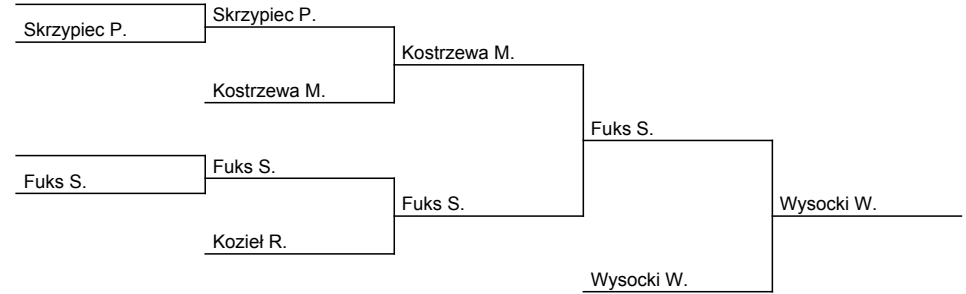 Skrzypiec P.
Skrzypiec P.
Kostrzewa M.
Kostrzewa M.
Fuks S.
Fuks S.
Fuks S.
Fuks S.
Wysocki W.
Kozieł R.
Wysocki W.